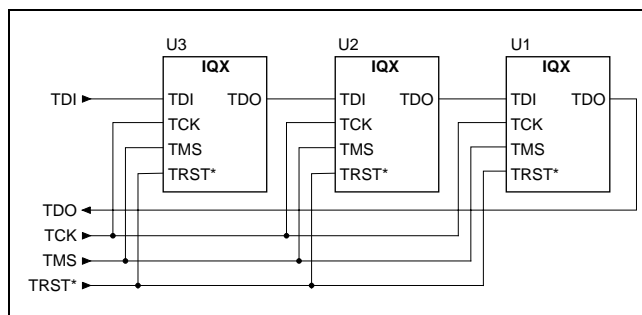 U3 U2 U1
IQX IQX IQX
TDI TDI TDO TDI TDO TDI TDO
TCK TCK TCK
TMS TMS TMS
TRST* TRST* TRST*
TDO
TCK
TMS
TRST*